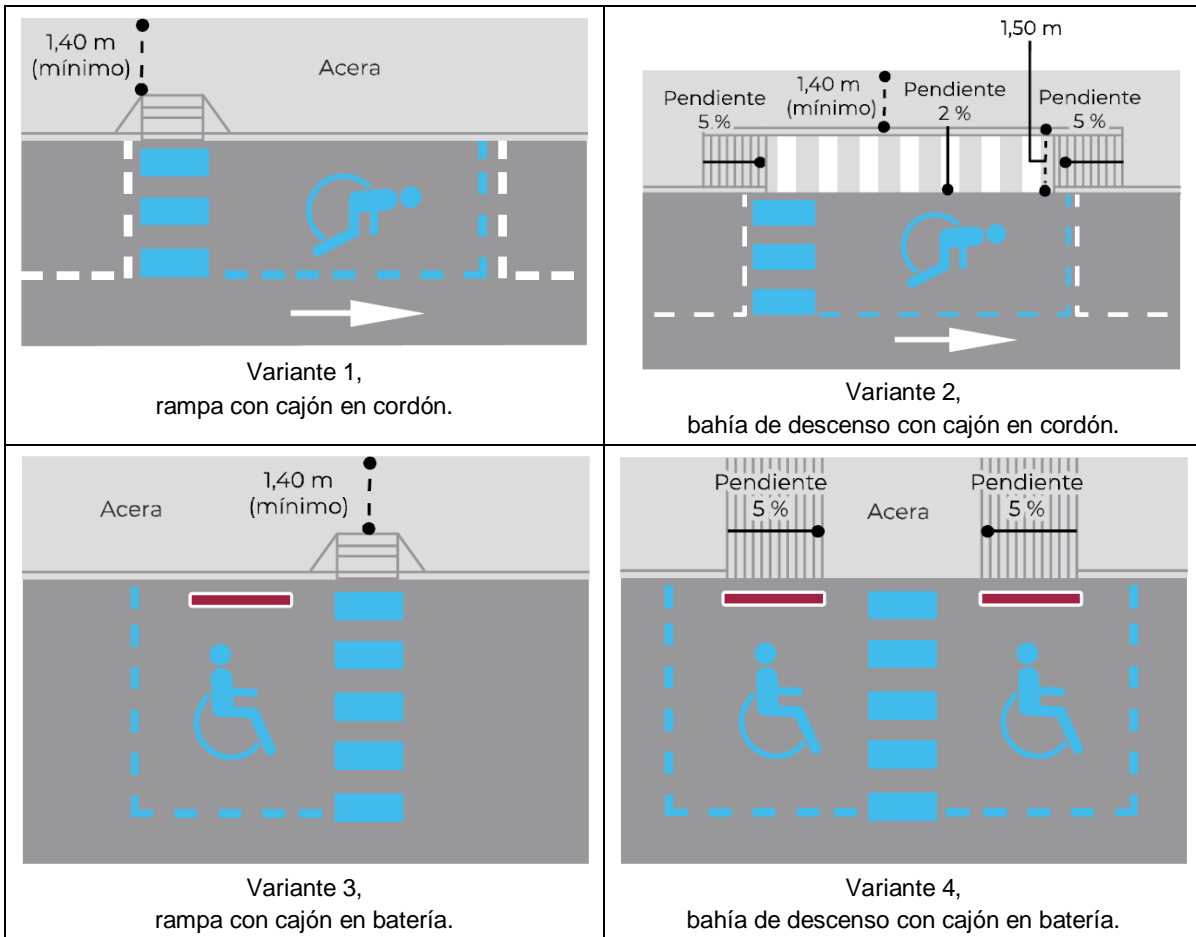 1,40 m
(mínimo)
Acera
Variante 1,
rampa con cajón en cordón.
1,50 m
Pendiente
5 %
1,40 m
(mínimo)
Pendiente
2 %
Pendiente
5 %
Variante 2,
bahía de descenso con cajón en cordón.
Acera
1,40 m
(mínimo)
Variante 3,
rampa con cajón en batería.
Pendiente
5 %
Acera
Pendiente
5 %
Variante 4,
bahía de descenso con cajón en batería.